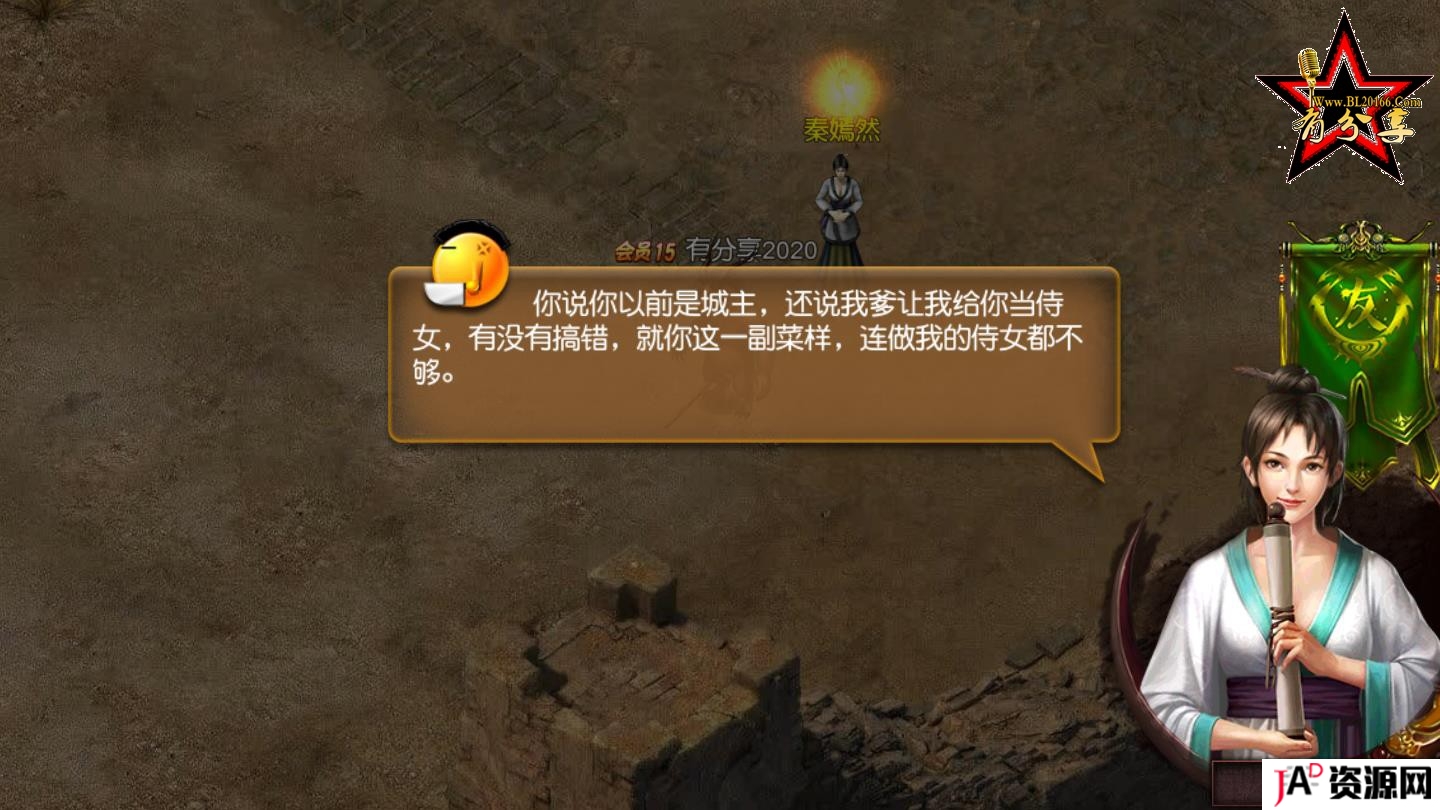 Www.BL20166.Com
有分享
秦嫣然
会员15 有分享2020
友
你说你以前是城主，还说我爹让我给你当侍
女，有没有搞错，就你这一副菜样，连做我的侍女都不
够。
JAD资源网